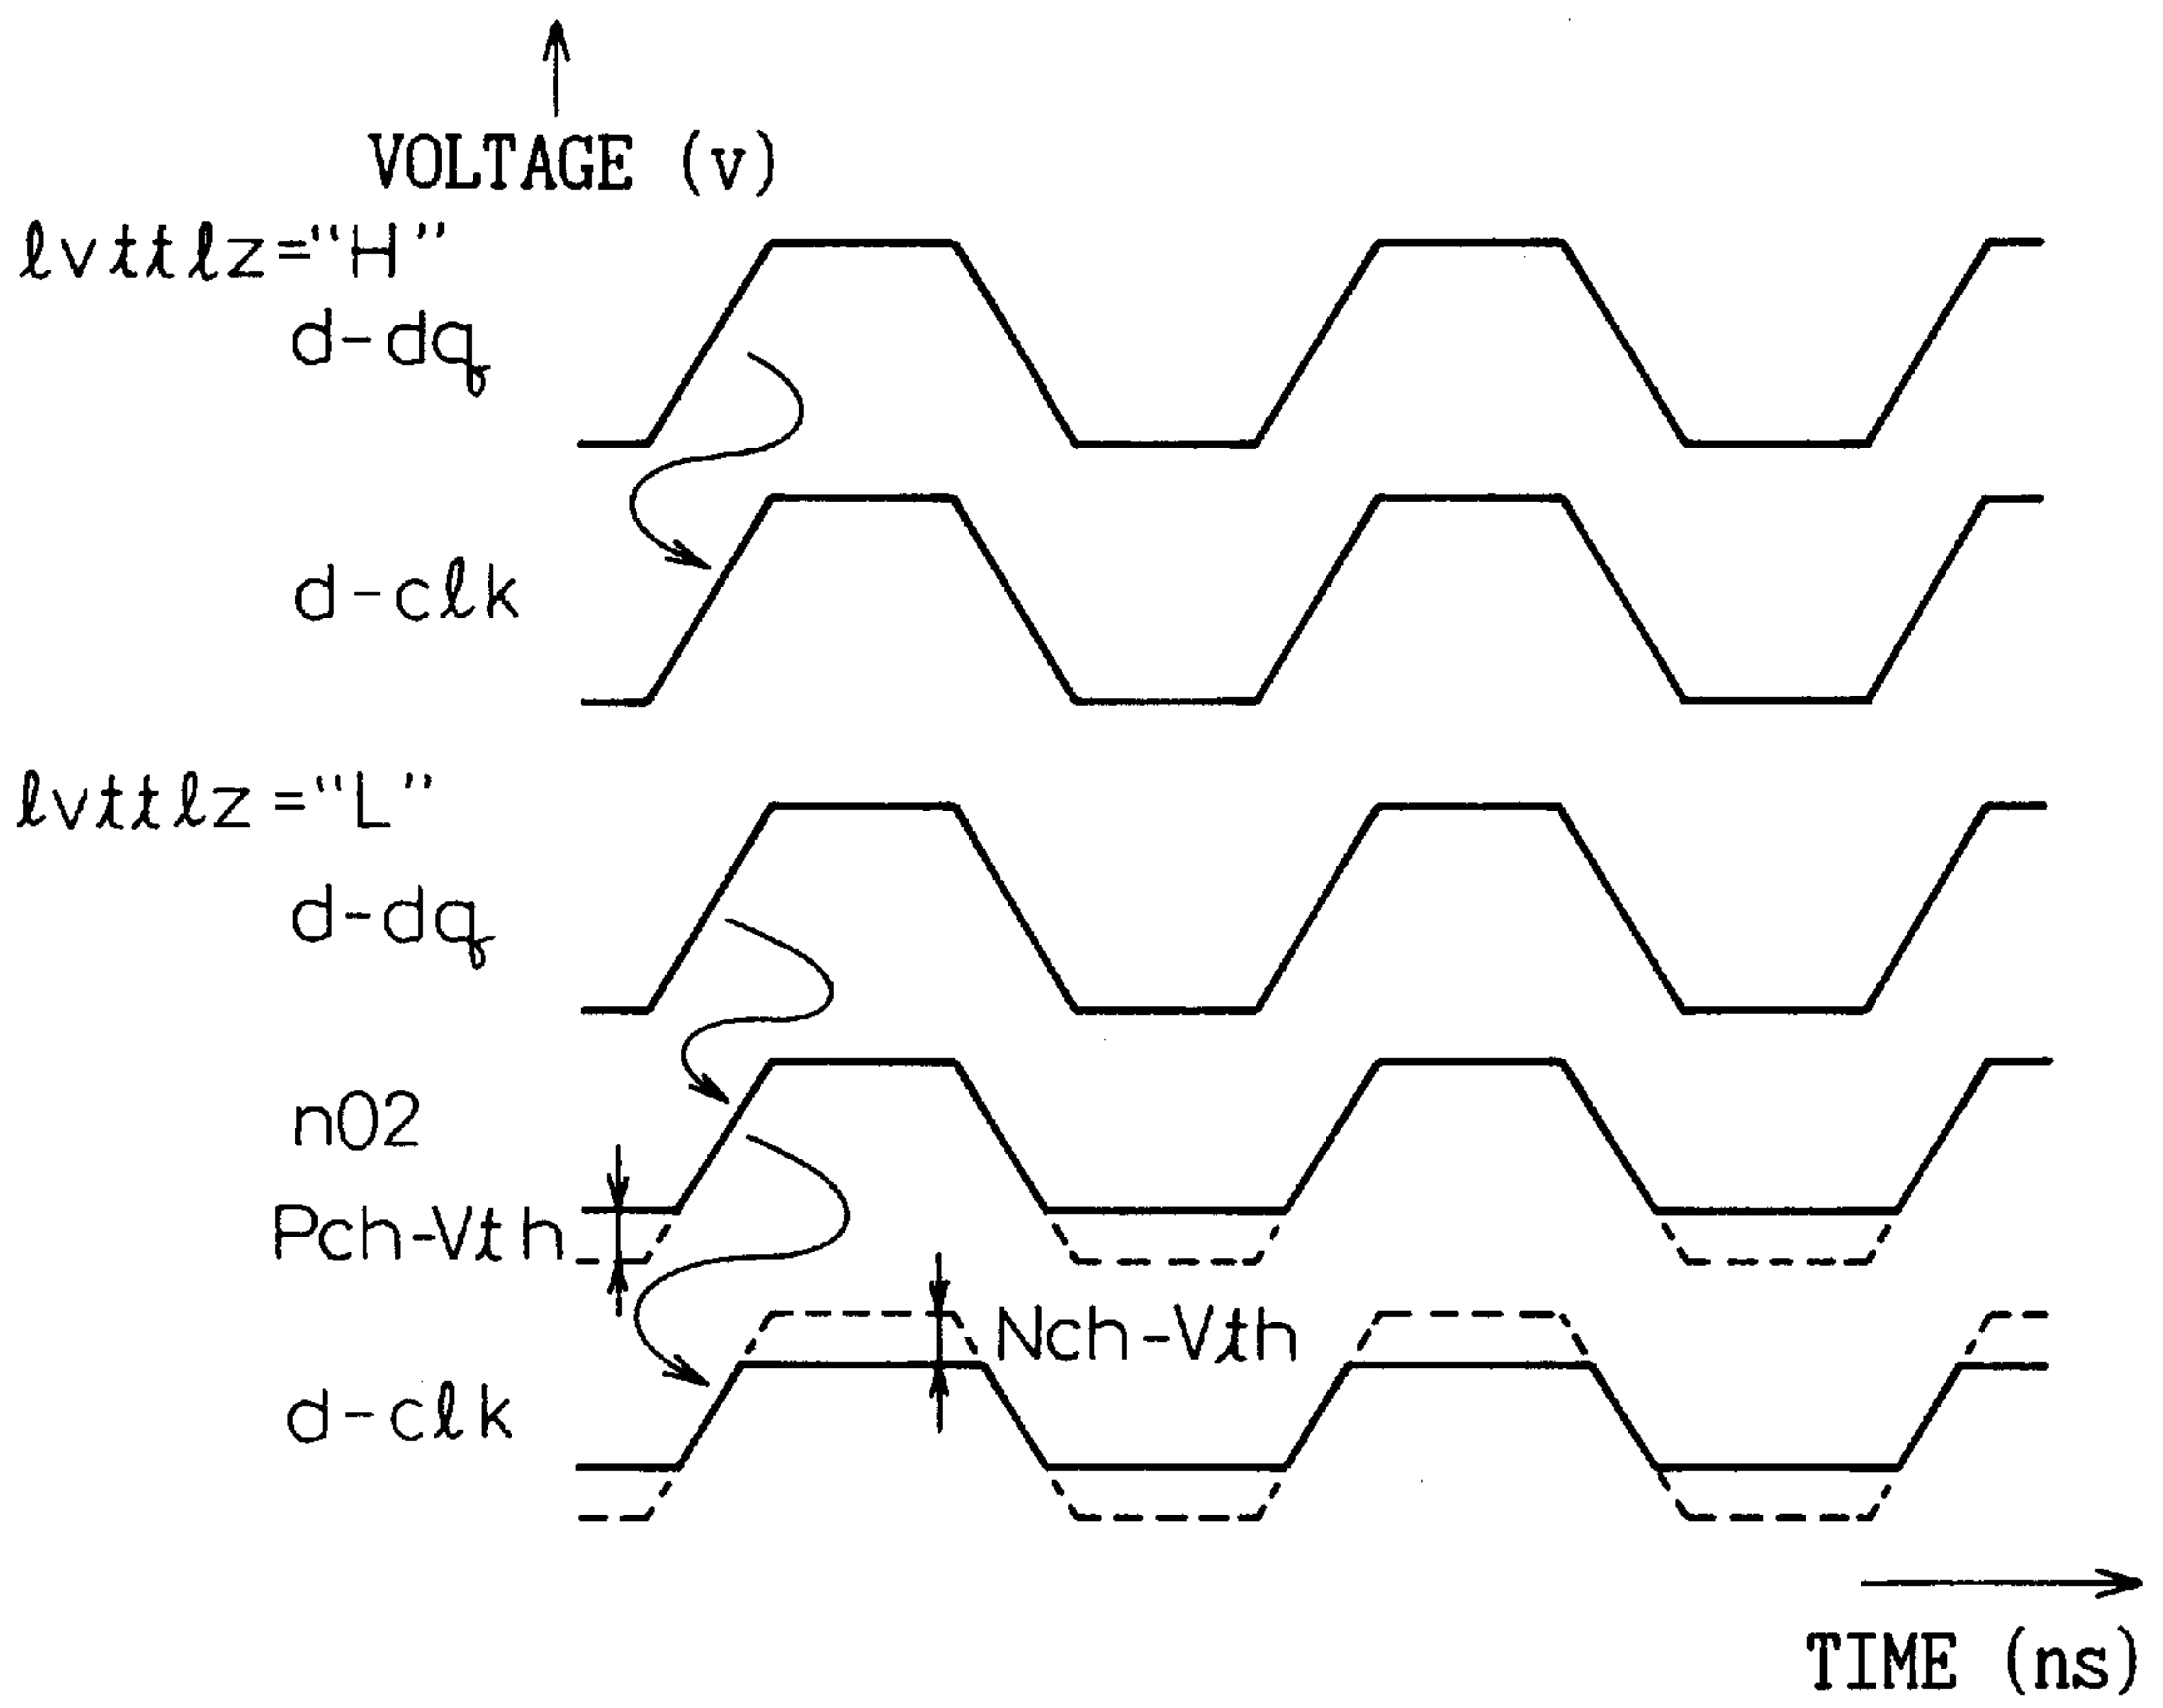 VOLTAGE (v)
lvttlz="H"
d-dq
d-clk
lvttlz="L"
d-dq
n02
Pch-Vth
Nch-Vth
d-clk
TIME (ns)